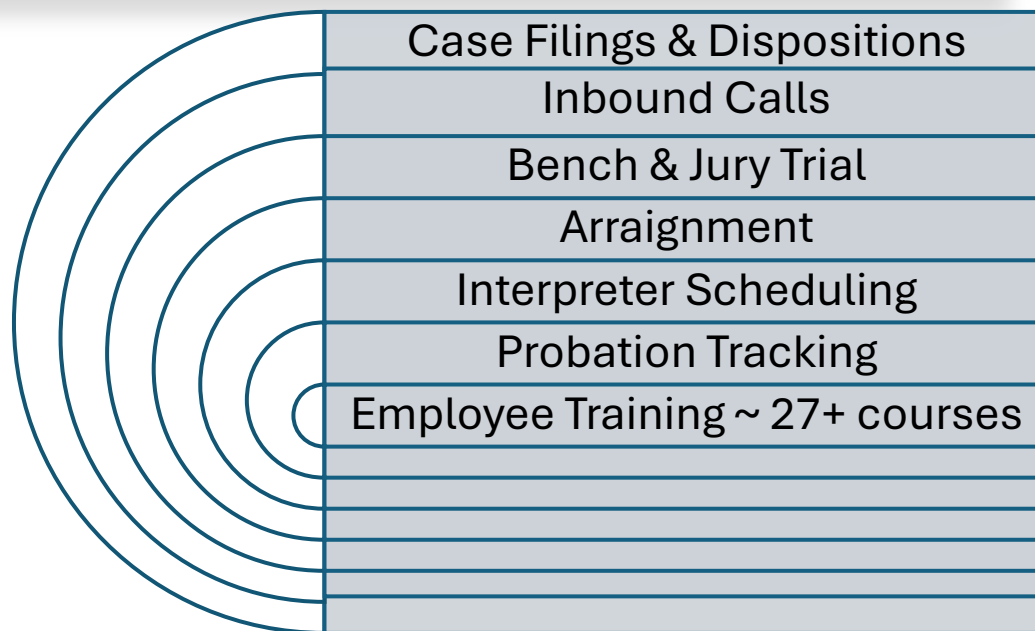 Case Filings & Dispositions
Inbound Calls
Bench & Jury Trial
Arraignment
Interpreter Scheduling
Probation Tracking
Employee Training ~ 27+ courses